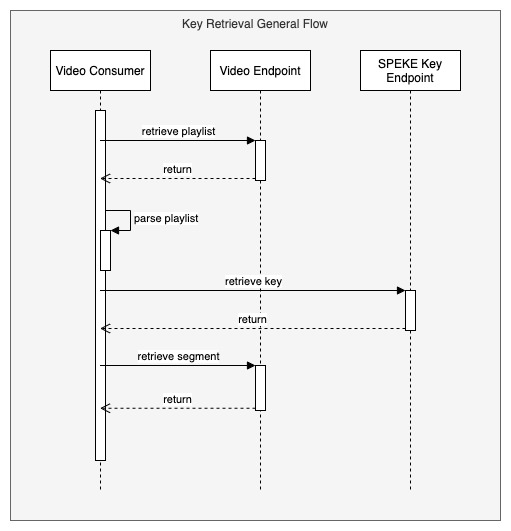 Key Retrieval General Flow
Video Consumer
Video Endpoint
SPEKE Key
Endpoint
retrieve playlist
return
parse playlist
retrieve key
return
retrieve segment
return